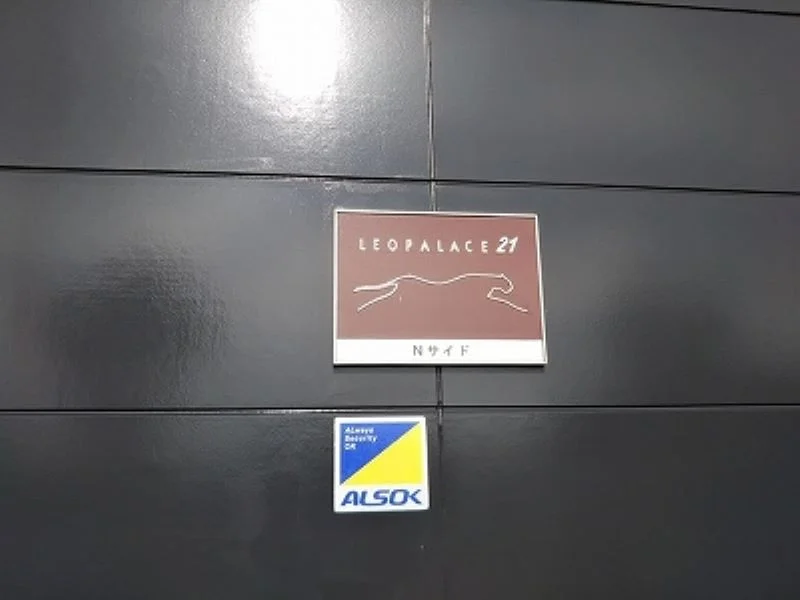 LEOPALACE 21
Nサイド
ALways
Security
OK
ALSOK